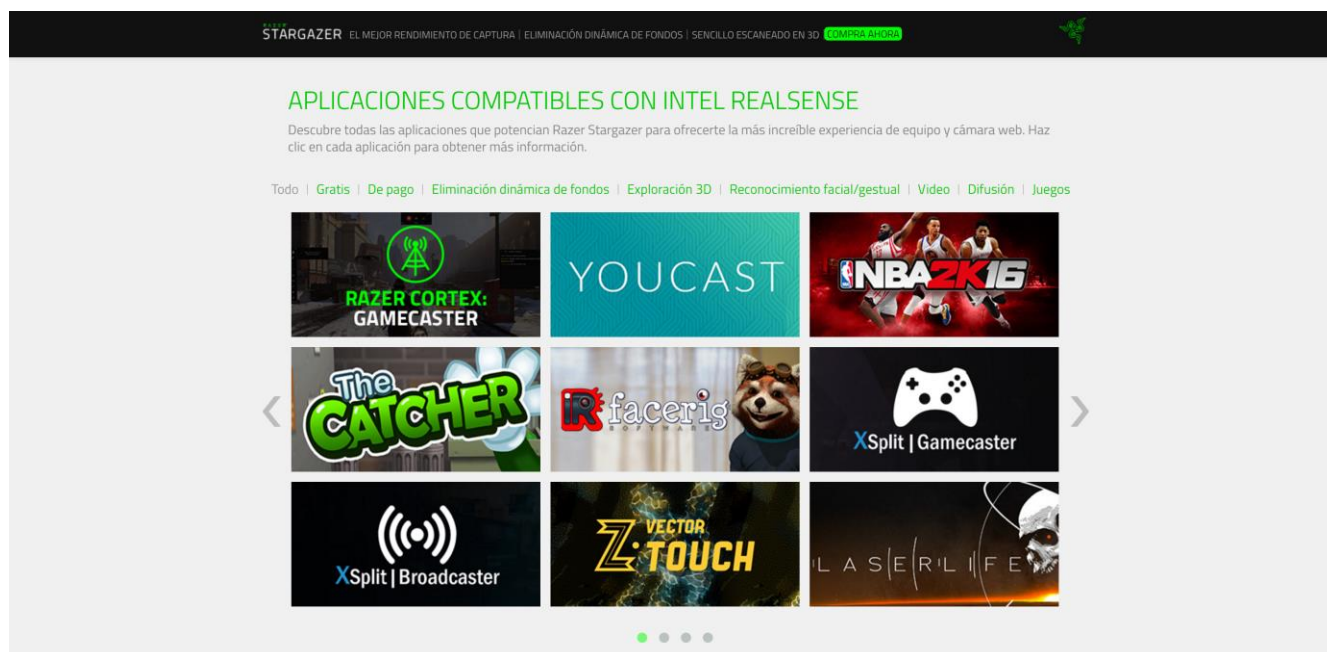 RAZER
STARGAZER EL MEJOR RENDIMIENTO DE CAPTURA | ELIMINACIÓN DINÁMICA DE FONDOS | SENCILLO ESCANEADO EN 3D COMPRA AHORA
APLICACIONES COMPATIBLES CON INTEL REALSENSE
Descubre todas las aplicaciones que potencian Razer Stargazer para ofrecerte la más increíble experiencia de equipo y cámara web. Haz
clic en cada aplicación para obtener más información.
Todo | Gratis | De pago | Eliminación dinámica de fondos | Exploración 3D | Reconocimiento facial/gestual | Video | Difusión | Juegos
RAZER CORTEX:
GAMECASTER
YOUCAST
NBA 2K16
The
CATCHER
facerig
SOFTWARE
XSplit | Gamecaster
XSplit | Broadcaster
VECTOR
TOUCH
LASERLIFE